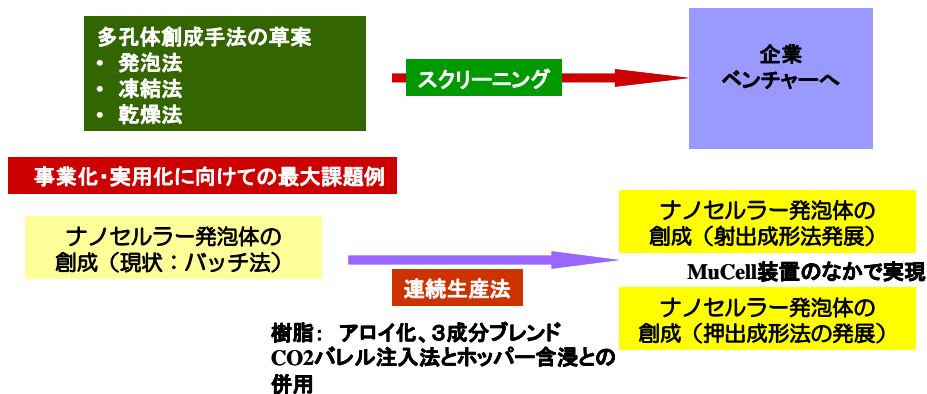 多孔体創成手法の草案
• 発泡法
• 凍結法
• 乾燥法
スクリーニング
企業
ベンチャーへ
事業化・実用化に向けての最大課題例
ナノセルラー発泡体の
創成（現状：バッチ法）
連続生産法
樹脂： アロイ化、３成分ブレンド
CO2バレル注入法とホッパー含浸との
併用
ナノセルラー発泡体の
創成（射出成形法発展）
MuCell装置のなかで実現
ナノセルラー発泡体の
創成（押出成形法の発展）